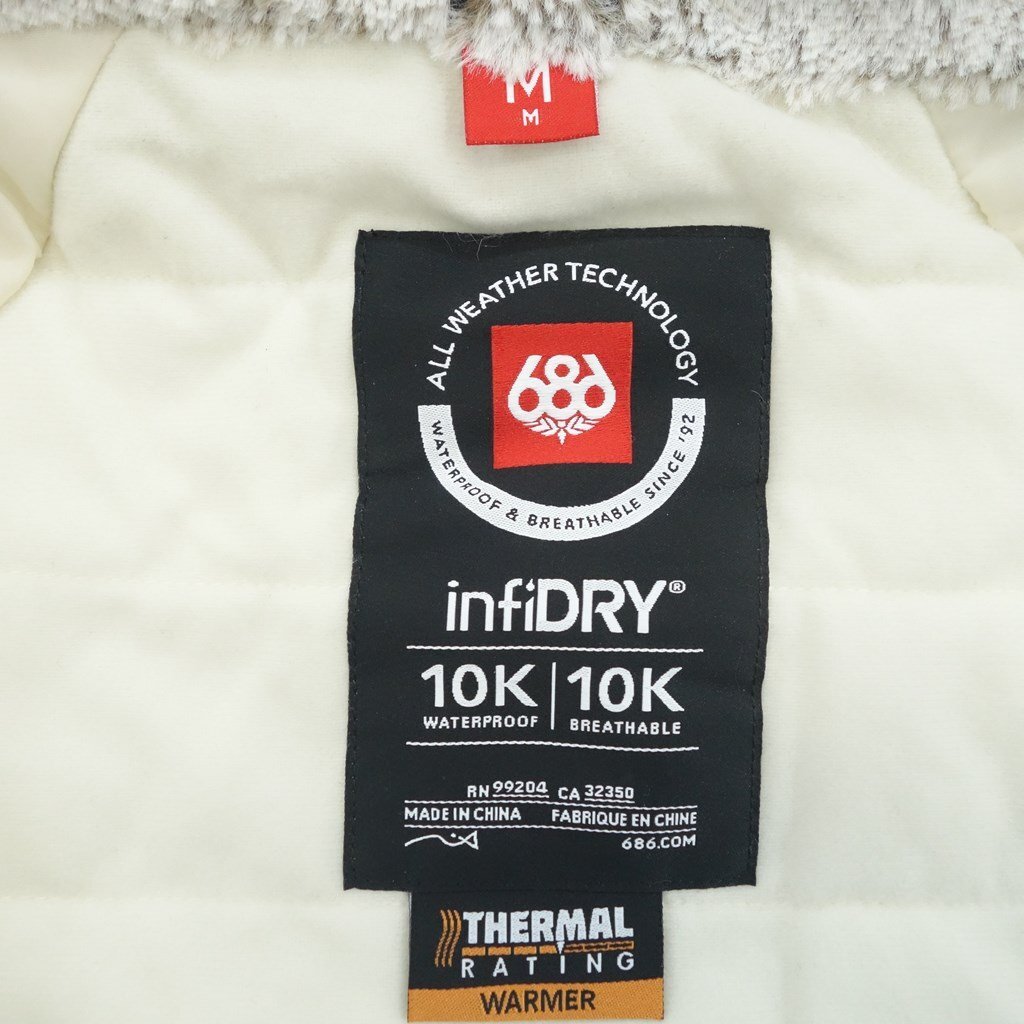 M
M
ALL WEATHER TECHNOLOGY
686
WATERPROOF & BREATHABLE SINCE '92
infiDRY®
10K | 10K
WATERPROOF BREATHABLE
RN 99204 CA 32350
MADE IN CHINA FABRIQUE EN CHINE
686.COM
THERMAL
RATING
WARMER